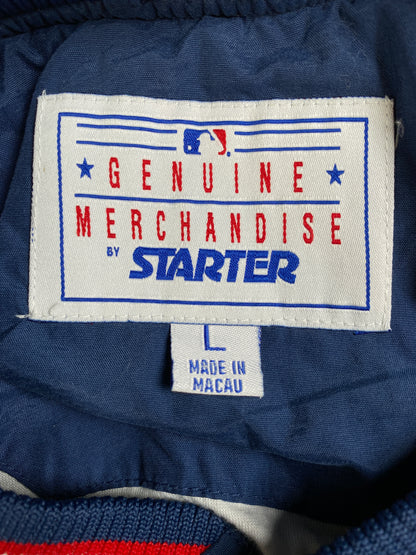 GENUINE
MERCHANDISE
BY STARTER
L
MADE IN
MACAU